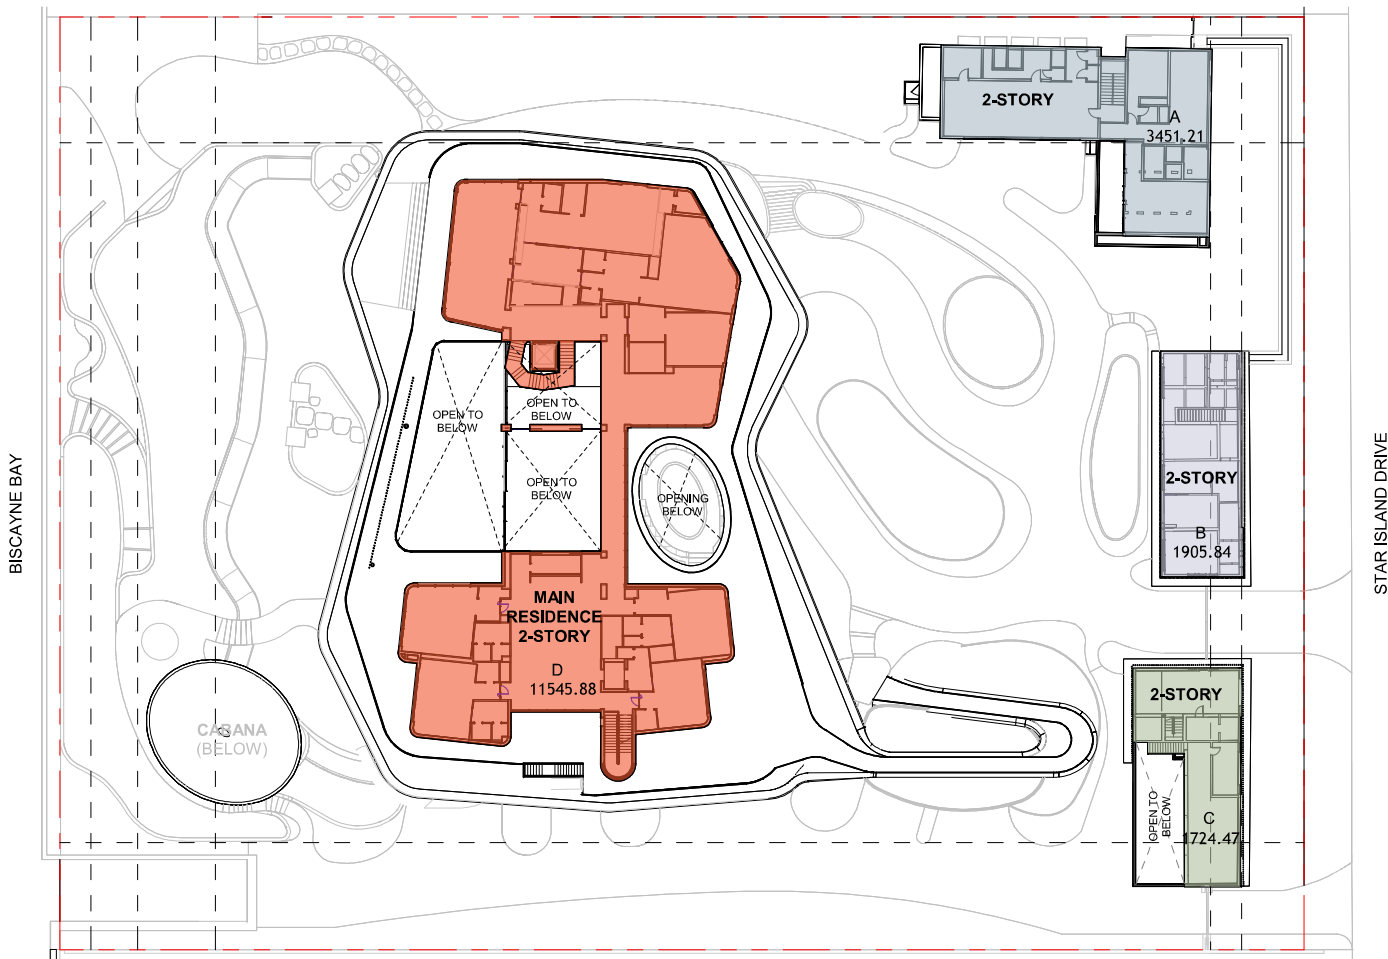 2-STORY
A
3451.21
BISCAYNE BAY
STAR ISLAND DRIVE
OPEN TO
BELOW
OPEN TO
BELOW
OPEN TO
BELOW
OPENING
BELOW
2-STORY
B
1905.84
MAIN
RESIDENCE
2-STORY
D
11545.88
CABANA
(BELOW)
2-STORY
OPEN TO
BELOW
C
1724.47